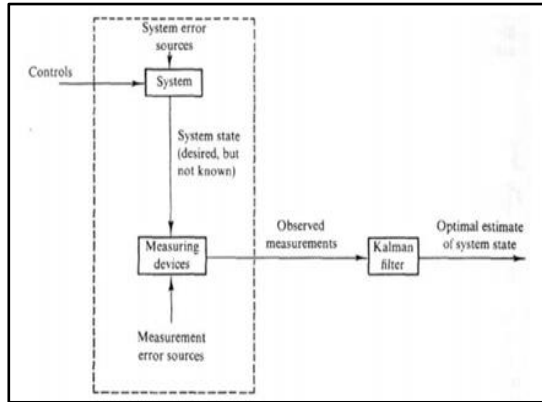 System error
sources
Controls
System
System state
(desired, but
not known)
Observed
measurements
Optimal estimate
of system state
Measuring
devices
Kalman
filter
Measurement
error sources